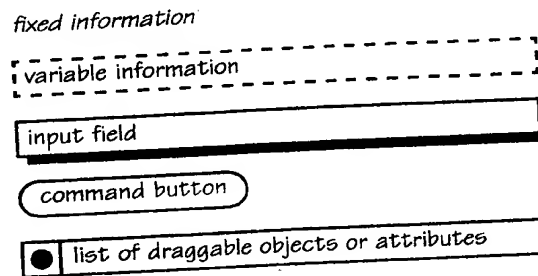 fixed information
variable information
input field
command button
list of draggable objects or attributes